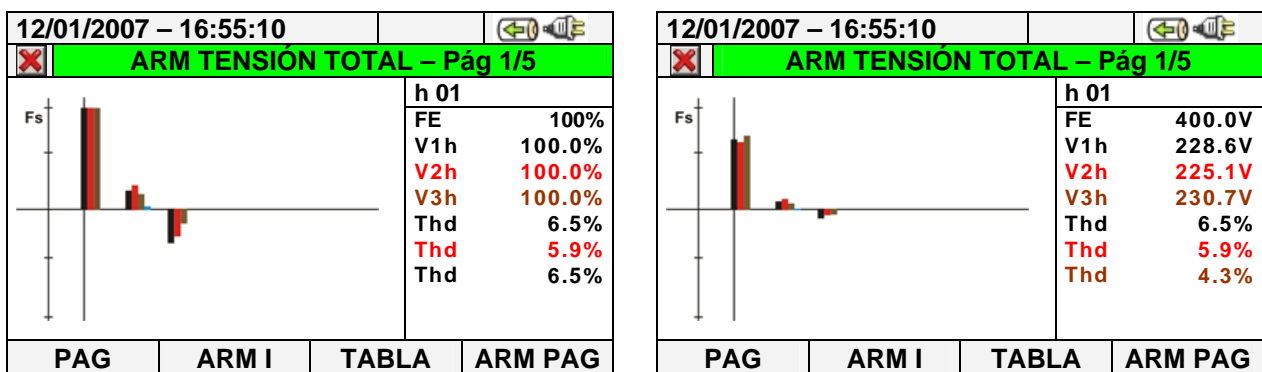 12/01/2007 – 16:55:10
ARM TENSIÓN TOTAL – Pág 1/5
Fs
h 01
FE 100%
V1h 100.0%
V2h 100.0%
V3h 100.0%
Thd 6.5%
Thd 5.9%
Thd 6.5%
PAG ARM I TABLA ARM PAG
12/01/2007 – 16:55:10
ARM TENSIÓN TOTAL – Pág 1/5
Fs
h 01
FE 400.0V
V1h 228.6V
V2h 225.1V
V3h 230.7V
Thd 6.5%
Thd 5.9%
Thd 4.3%
PAG ARM I TABLA ARM PAG